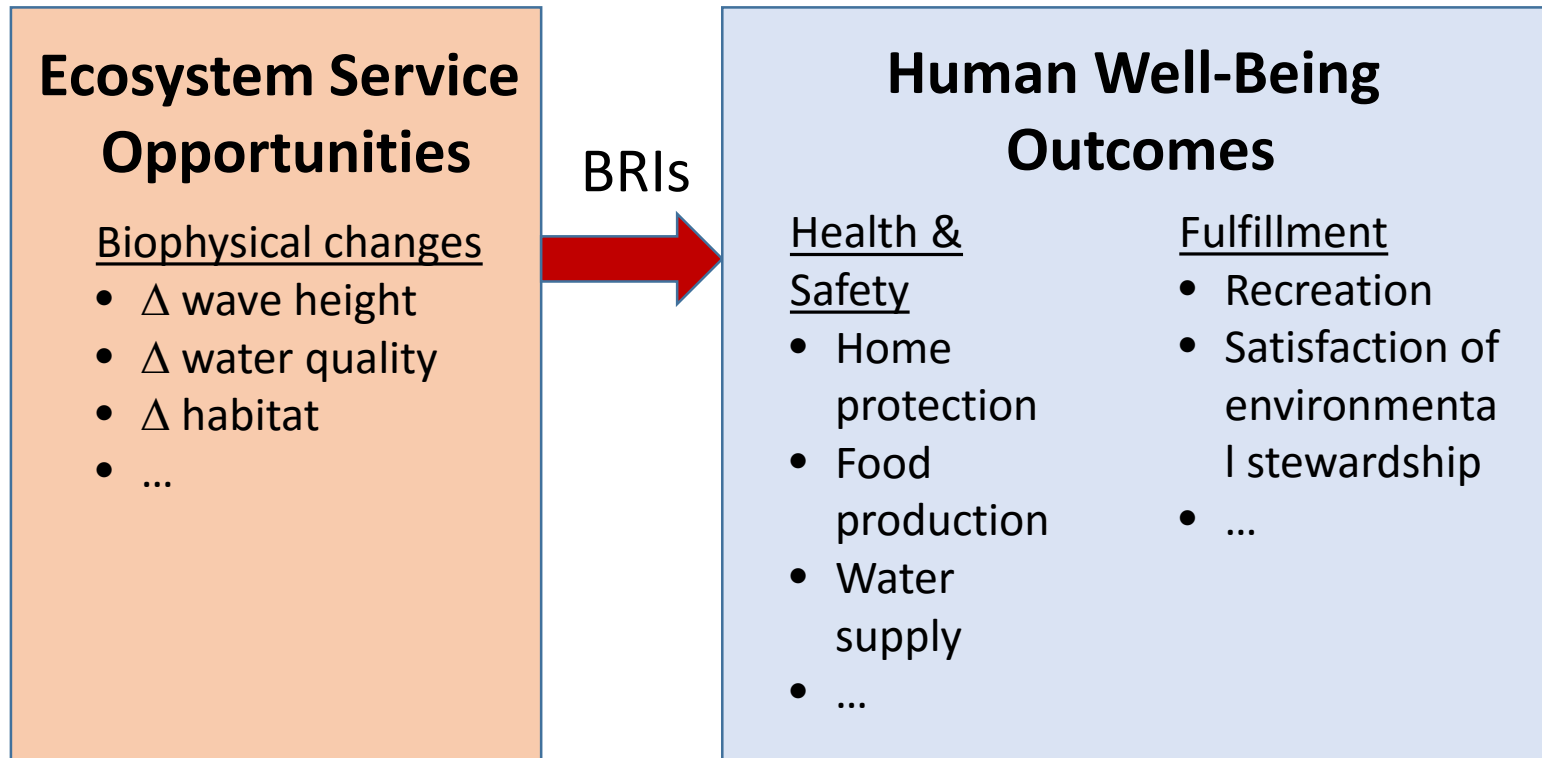 Ecosystem Service
Opportunities
Biophysical changes
• Δ wave height
• Δ water quality
• Δ habitat
• ...
BRIs
Human Well-Being
Outcomes
Health &
Safety
• Home
protection
• Food
production
• Water
supply
• ...
Fulfillment
• Recreation
• Satisfaction of
environmenta
l stewardship
• ...